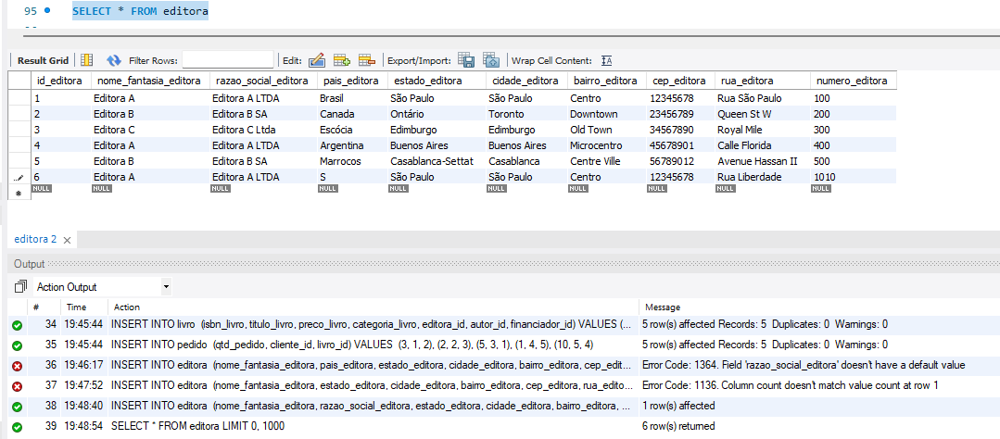 95 SELECT * FROM editora
Result Grid Filter Rows: Edit: Export/Import: Wrap Cell Content:
id_editora nome_fantasia_editora razao_social_editora pais_editora estado_editora cidade_editora bairro_editora cep_editora rua_editora numero_editora
1 Editora A Editora A LTDA Brasil São Paulo São Paulo Centro 12345678 Rua São Paulo 100
2 Editora B Editora B SA Canada Ontário Toronto Downtown 23456789 Queen St W 200
3 Editora C Editora C Ltda Escócia Edimburgo Edimburgo Old Town 34567890 Royal Mile 300
4 Editora A Editora A LTDA Argentina Buenos Aires Buenos Aires Microcentro 45678901 Calle Florida 400
5 Editora B Editora B SA Marrocos Casablanca-Settat Casablanca Centre Ville 56789012 Avenue Hassan II 500
6 Editora A Editora A LTDA S São Paulo São Paulo Centro 12345678 Rua Liberdade 1010
NULL NULL NULL NULL NULL NULL NULL NULL NULL NULL
editora 2
Output
Action Output
# Time Action Message
34 19:45:44 INSERT INTO livro (isbn_livro, titulo_livro, preco_livro, categoria_livro, editora_id, autor_id, financiador_id) VALUES (... 5 row(s) affected Records: 5 Duplicates: 0 Warnings: 0
35 19:45:44 INSERT INTO pedido (qtd_pedido, cliente_id, livro_id) VALUES (3, 1, 2), (2, 2, 3), (5, 3, 1), (1, 4, 5), (10, 5, 4) 5 row(s) affected Records: 5 Duplicates: 0 Warnings: 0
36 19:46:17 INSERT INTO editora (nome_fantasia_editora, pais_editora, estado_editora, cidade_editora, bairro_editora, cep_edit... Error Code: 1364. Field 'razao_social_editora' doesn't have a default value
37 19:47:52 INSERT INTO editora (nome_fantasia_editora, estado_editora, cidade_editora, bairro_editora, cep_editora, rua_edito... Error Code: 1136. Column count doesn't match value count at row 1
38 19:48:40 INSERT INTO editora (nome_fantasia_editora, razao_social_editora, estado_editora, cidade_editora, bairro_editora, ... 1 row(s) affected
39 19:48:54 SELECT * FROM editora LIMIT 0, 1000 6 row(s) returned